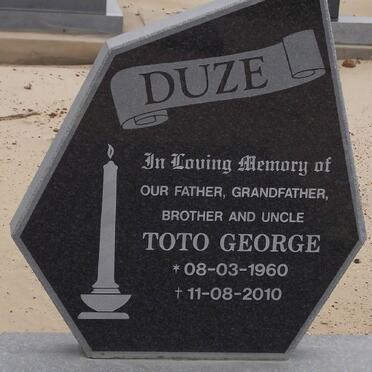 DUZE
In Loving Memory of
OUR FATHER, GRANDFATHER,
BROTHER AND UNCLE
TOTO GEORGE
* 08-03-1960
† 11-08-2010